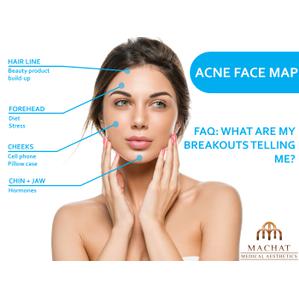 HAIR LINE
Beauty product
build up
FOREHEAD
Diet
Stress
CHEEKS
Cell phone
Pillow case
CHIN + JAW
Hormones
ACNE FACE MAP
FAQ: WHAT ARE MY
BREAKOUTS TELLING
ME?
MACHAT
MEDICAL AESTHETICS